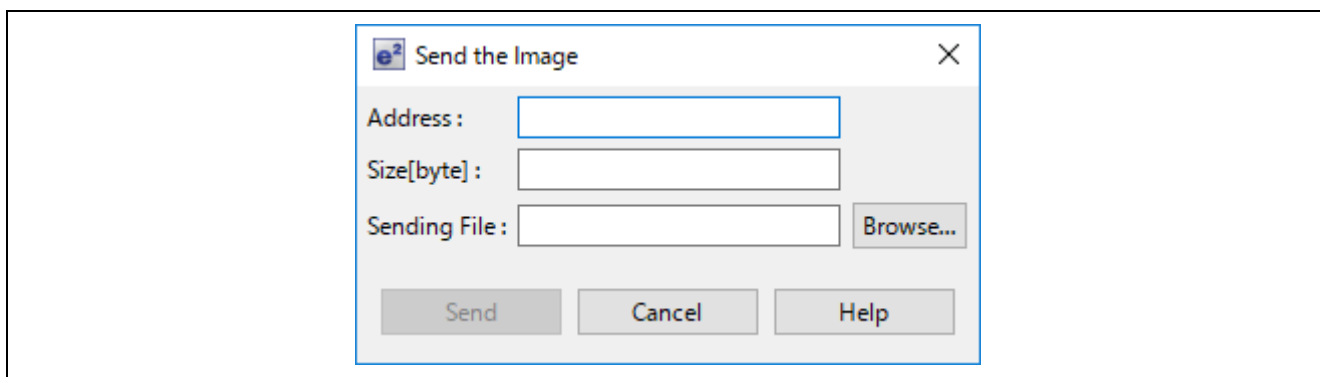 e² Send the Image
Address :
Size[byte] :
Sending File : Browse...
Send Cancel Help